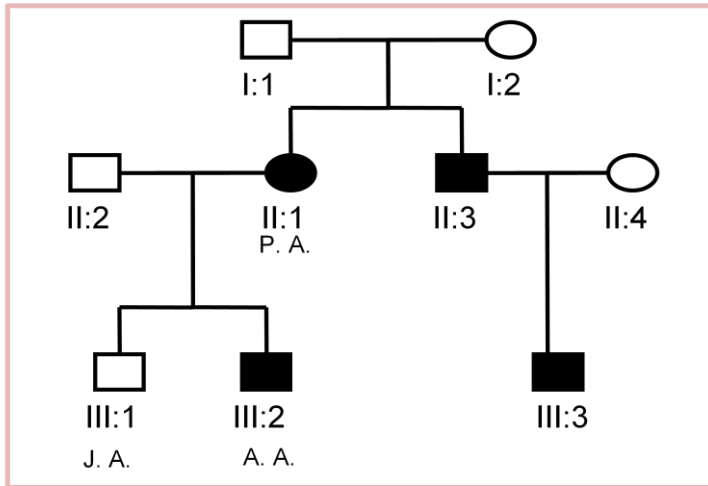 I:1 I:2
II:2 II:1 II:3 II:4
P. A.
III:1 III:2 III:3
J. A. A. A.